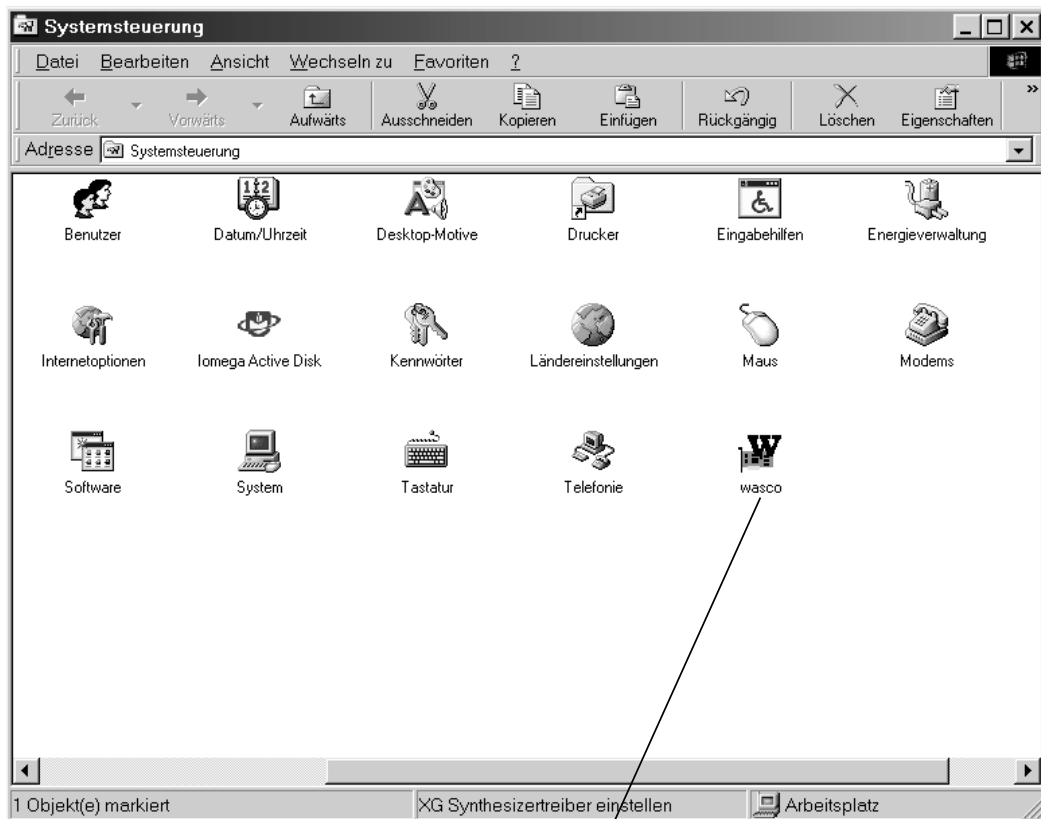 Systemsteuerung
Datei Bearbeiten Ansicht Wechseln zu Favoriten ?
Zurück Vorwärts Aufwärts Ausschneiden Kopieren Einfügen Rückgängig Löschen Eigenschaften »
Adresse Systemsteuerung
Benutzer Datum/Uhrzeit Desktop-Motive Drucker Eingabehilfen Energieverwaltung
Internetoptionen Iomega Active Disk Kennwörter Ländereinstellungen Maus Modems
Software System Tastatur Telefonie wasco
1 Objekt(e) markiert XG Synthesizertreiber einstellen Arbeitsplatz